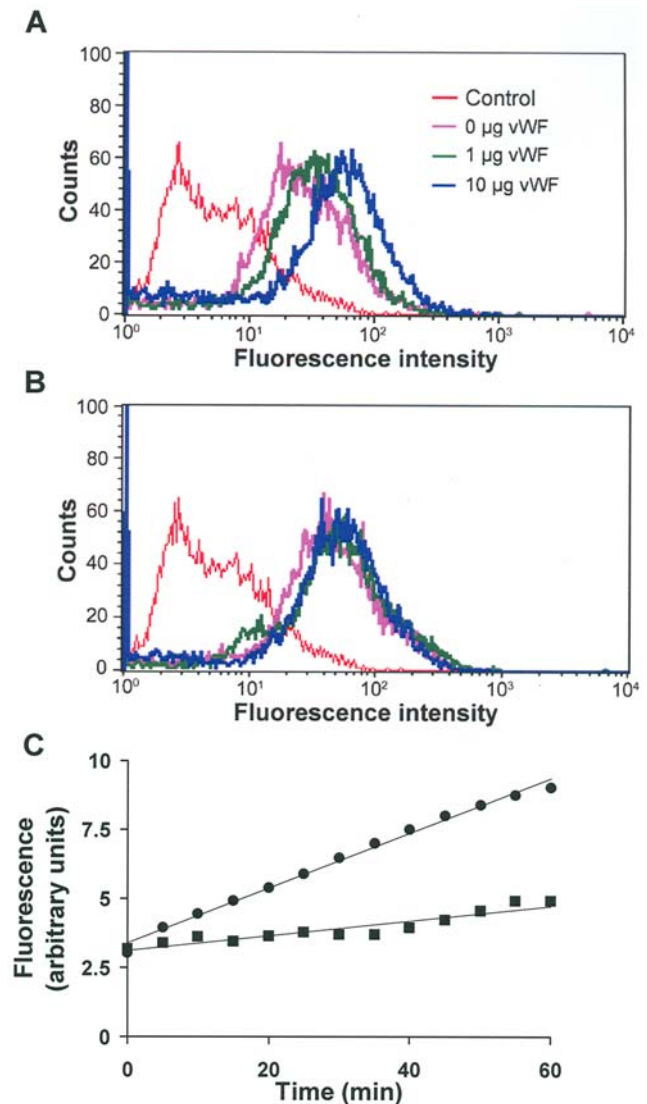 A
100
80
60
40
20
0
Counts
Control
0 µg vWF
1 µg vWF
10 µg vWF
10⁰ 10¹ 10² 10³ 10⁴
Fluorescence intensity
B
100
80
60
40
20
0
Counts
10⁰ 10¹ 10² 10³ 10⁴
Fluorescence intensity
C
10
7.5
5
2.5
0
Fluorescence
(arbitrary units)
0 20 40 60
Time (min)